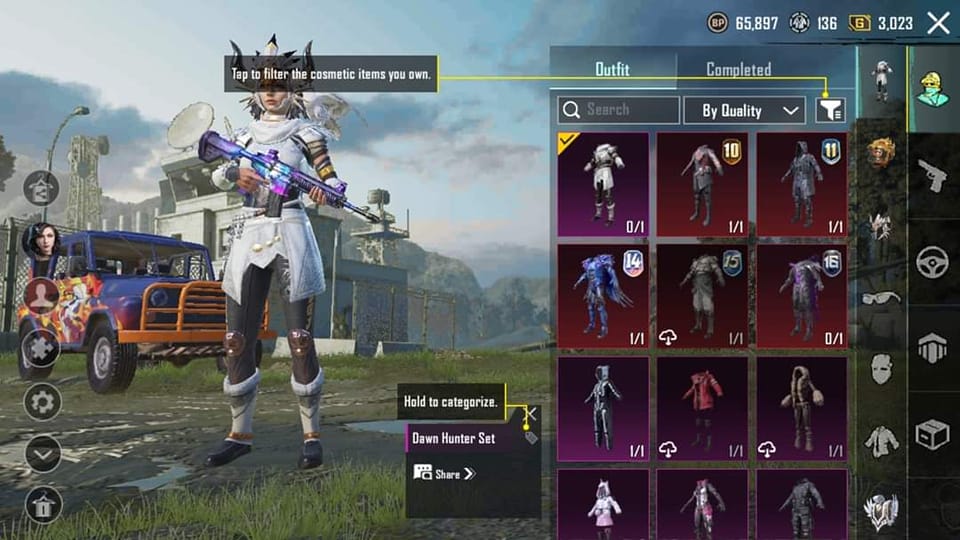 BP 65,897 136 G 3,023
Tap to filter the cosmetic items you own.
Outfit Completed
Search By Quality
10 11
0/1 1/1 1/1
14 15 16
1/1 1/1 0/1
1/1 1/1 1/1
Hold to categorize.
Dawn Hunter Set
Share